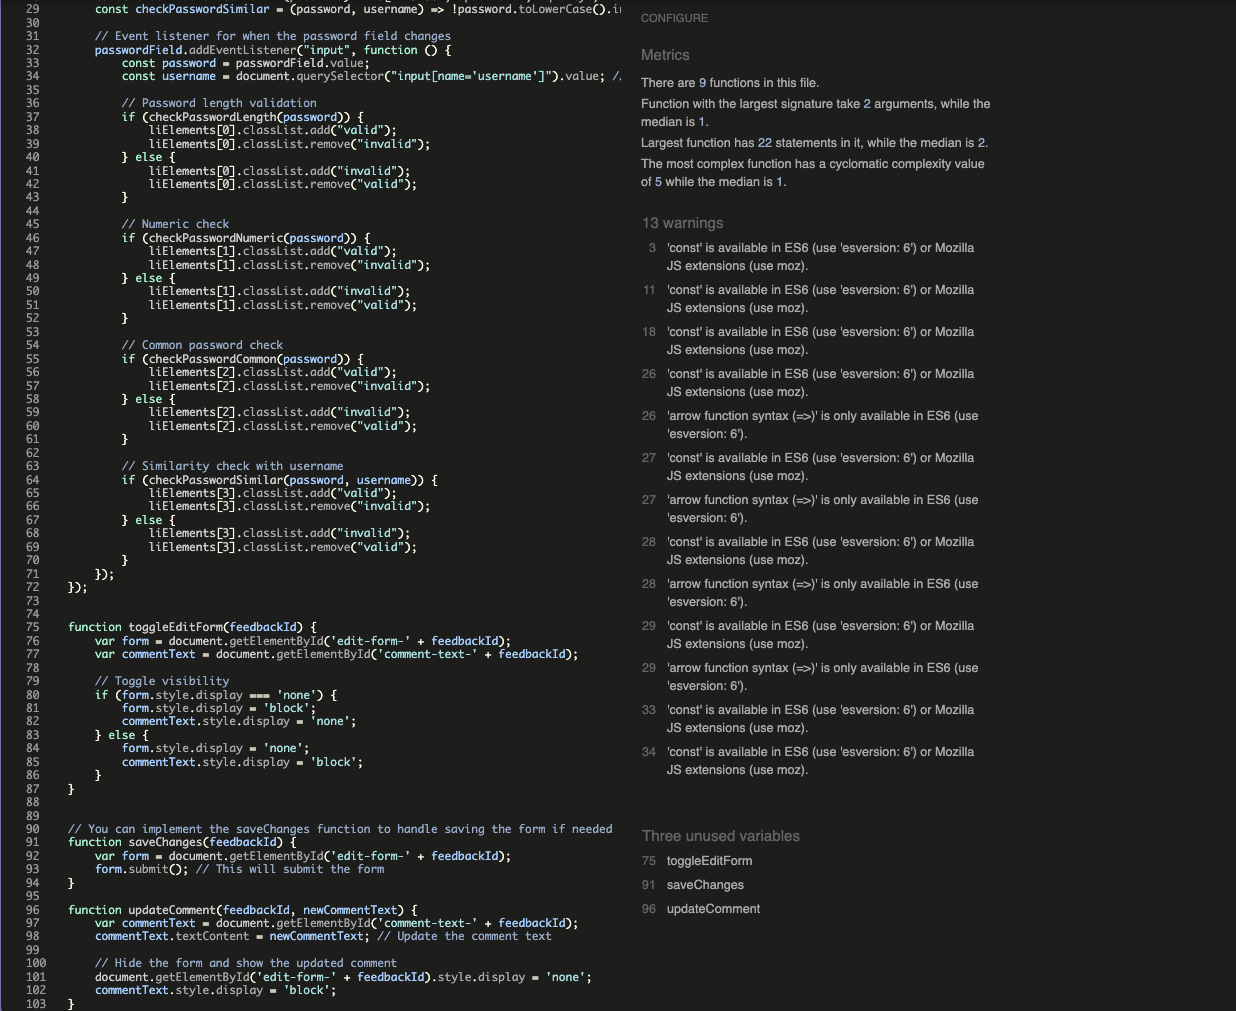 29 const checkPasswordSimilar = (password, username) => !password.toLowerCase().i
30
31 // Event listener for when the password field changes
32 passwordField.addEventListener("input", function () {
33 const password = passwordField.value;
34 const username = document.querySelector("input[name='username']").value; //
35
36 // Password length validation
37 if (checkPasswordLength(password)) {
38 liElements[0].classList.add("valid");
39 liElements[0].classList.remove("invalid");
40 } else {
41 liElements[0].classList.add("invalid");
42 liElements[0].classList.remove("valid");
43 }
44
45 // Numeric check
46 if (checkPasswordNumeric(password)) {
47 liElements[1].classList.add("valid");
48 liElements[1].classList.remove("invalid");
49 } else {
50 liElements[1].classList.add("invalid");
51 liElements[1].classList.remove("valid");
52 }
53
54 // Common password check
55 if (checkPasswordCommon(password)) {
56 liElements[2].classList.add("valid");
57 liElements[2].classList.remove("invalid");
58 } else {
59 liElements[2].classList.add("invalid");
60 liElements[2].classList.remove("valid");
61 }
62
63 // Similarity check with username
64 if (checkPasswordSimilar(password, username)) {
65 liElements[3].classList.add("valid");
66 liElements[3].classList.remove("invalid");
67 } else {
68 liElements[3].classList.add("invalid");
69 liElements[3].classList.remove("valid");
70 }
71 });
72 });
73
74
75 function toggleEditForm(feedbackId) {
76 var form = document.getElementById('edit-form-' + feedbackId);
77 var commentText = document.getElementById('comment-text-' + feedbackId);
78
79 // Toggle visibility
80 if (form.style.display === 'none') {
81 form.style.display = 'block';
82 commentText.style.display = 'none';
83 } else {
84 form.style.display = 'none';
85 commentText.style.display = 'block';
86 }
87 }
88
89
90 // You can implement the saveChanges function to handle saving the form if needed
91 function saveChanges(feedbackId) {
92 var form = document.getElementById('edit-form-' + feedbackId);
93 form.submit(); // This will submit the form
94 }
95
96 function updateComment(feedbackId, newCommentText) {
97 var commentText = document.getElementById('comment-text-' + feedbackId);
98 commentText.textContent = newCommentText; // Update the comment text
99
100 // Hide the form and show the updated comment
101 document.getElementById('edit-form-' + feedbackId).style.display = 'none';
102 commentText.style.display = 'block';
103 }
CONFIGURE
Metrics
There are 9 functions in this file.
Function with the largest signature take 2 arguments, while the
median is 1.
Largest function has 22 statements in it, while the median is 2.
The most complex function has a cyclomatic complexity value
of 5 while the median is 1.
13 warnings
3 'const' is available in ES6 (use 'esversion: 6') or Mozilla
JS extensions (use moz).
11 'const' is available in ES6 (use 'esversion: 6') or Mozilla
JS extensions (use moz).
18 'const' is available in ES6 (use 'esversion: 6') or Mozilla
JS extensions (use moz).
26 'const' is available in ES6 (use 'esversion: 6') or Mozilla
JS extensions (use moz).
26 'arrow function syntax (=>)' is only available in ES6 (use
'esversion: 6').
27 'const' is available in ES6 (use 'esversion: 6') or Mozilla
JS extensions (use moz).
27 'arrow function syntax (=>)' is only available in ES6 (use
'esversion: 6').
28 'const' is available in ES6 (use 'esversion: 6') or Mozilla
JS extensions (use moz).
28 'arrow function syntax (=>)' is only available in ES6 (use
'esversion: 6').
29 'const' is available in ES6 (use 'esversion: 6') or Mozilla
JS extensions (use moz).
29 'arrow function syntax (=>)' is only available in ES6 (use
'esversion: 6').
33 'const' is available in ES6 (use 'esversion: 6') or Mozilla
JS extensions (use moz).
34 'const' is available in ES6 (use 'esversion: 6') or Mozilla
JS extensions (use moz).
Three unused variables
75 toggleEditForm
91 saveChanges
96 updateComment